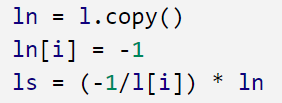 ln = l.copy()
ln[i] = -1
ls = (-1/l[i]) * ln